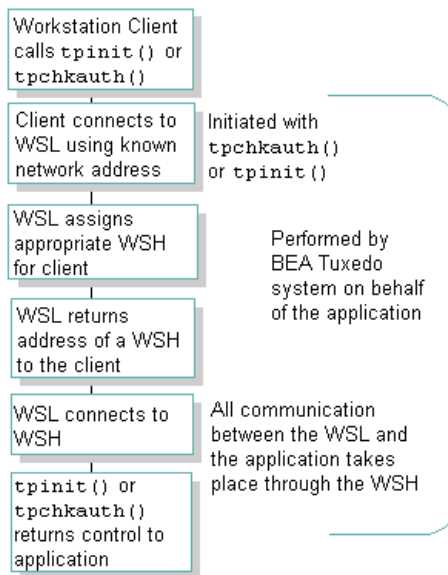 Workstation Client
calls tpinit() or
tpchkauth()
Client connects to
WSL using known
network address
Initiated with
tpchkauth()
or tpinit()
WSL assigns
appropriate WSH
for client
Performed by
BEA Tuxedo
system on behalf
of the application
WSL returns
address of a WSH
to the client
WSL connects to
WSH
All communication
between the WSL and
the application takes
place through the WSH
tpinit() or
tpchkauth()
returns control to
application